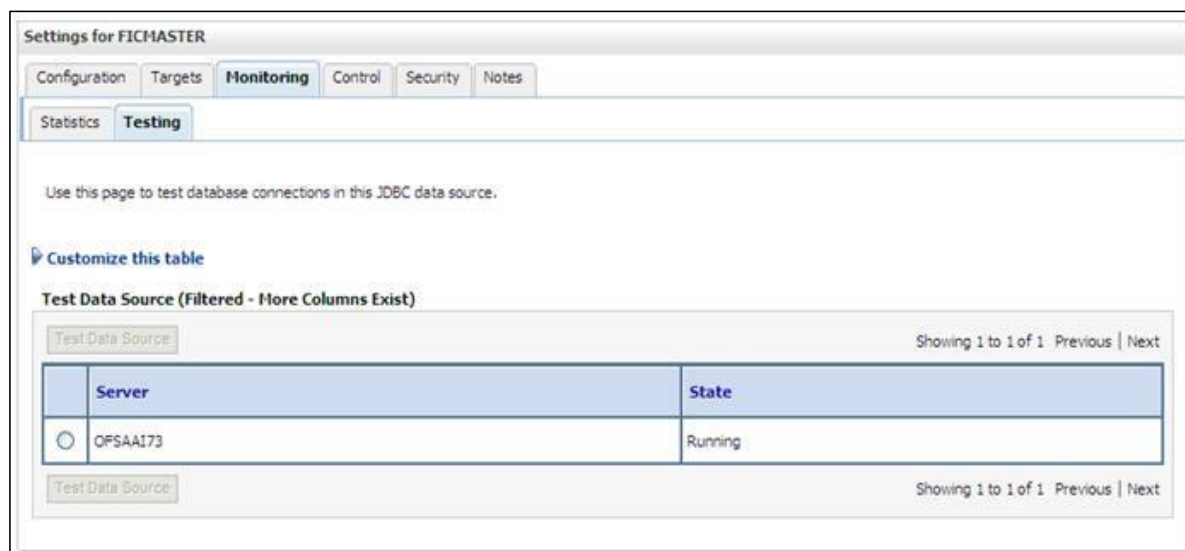 Settings for FICMASTER
Configuration Targets Monitoring Control Security Notes
Statistics Testing
Use this page to test database connections in this JDBC data source.
Customize this table
Test Data Source (Filtered - More Columns Exist)
Test Data Source Showing 1 to 1 of 1 Previous | Next
Server State
OFSAAI73 Running
Test Data Source Showing 1 to 1 of 1 Previous | Next